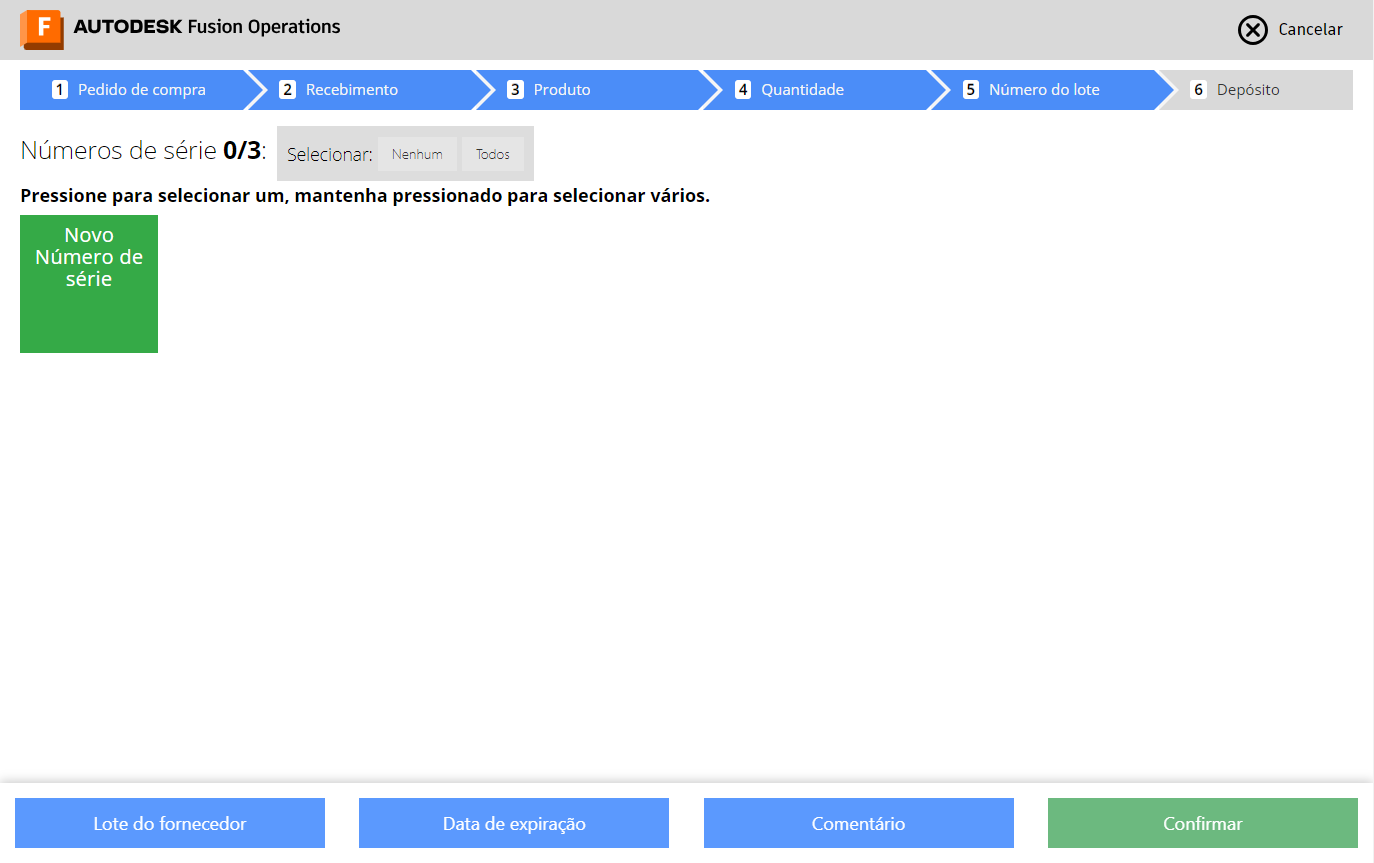 F AUTODESK Fusion Operations
Cancelar
1 Pedido de compra
2 Recebimento
3 Produto
4 Quantidade
5 Número do lote
6 Depósito
Números de série 0/3:
Selecionar: Nenhum Todos
Pressione para selecionar um, mantenha pressionado para selecionar vários.
Novo
Número de
série
Lote do fornecedor
Data de expiração
Comentário
Confirmar